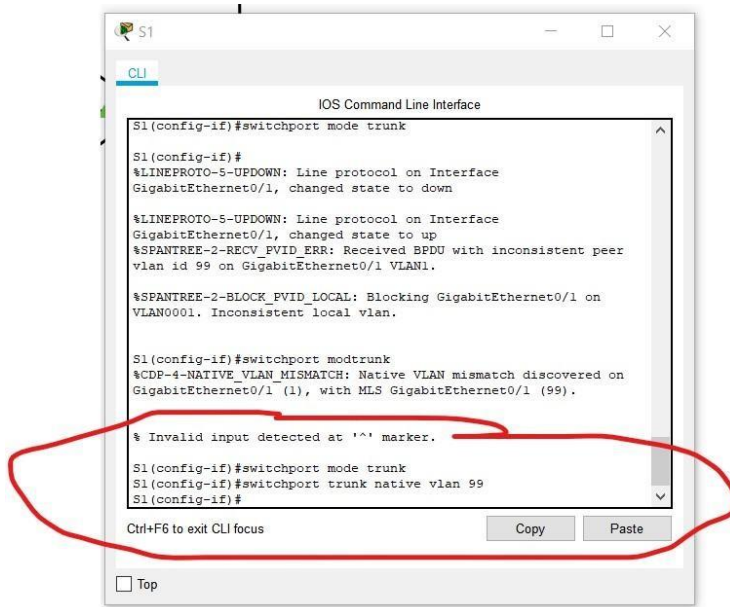 S1
CLI
IOS Command Line Interface
S1(config-if)#switchport mode trunk
S1(config-if)#
%LINEPROTO-5-UPDOWN: Line protocol on Interface
GigabitEthernet0/1, changed state to down
%LINEPROTO-5-UPDOWN: Line protocol on Interface
GigabitEthernet0/1, changed state to up
%SPANTREE-2-RECV_PVID_ERR: Received BPDU with inconsistent peer
vlan id 99 on GigabitEthernet0/1 VLAN1.
%SPANTREE-2-BLOCK_PVID_LOCAL: Blocking GigabitEthernet0/1 on
VLAN0001. Inconsistent local vlan.
S1(config-if)#switchport modtrunk
%CDP-4-NATIVE_VLAN_MISMATCH: Native VLAN mismatch discovered on
GigabitEthernet0/1 (1), with MLS GigabitEthernet0/1 (99).
% Invalid input detected at '^' marker.
S1(config-if)#switchport mode trunk
S1(config-if)#switchport trunk native vlan 99
S1(config-if)#
Ctrl+F6 to exit CLI focus
Copy
Paste
Top